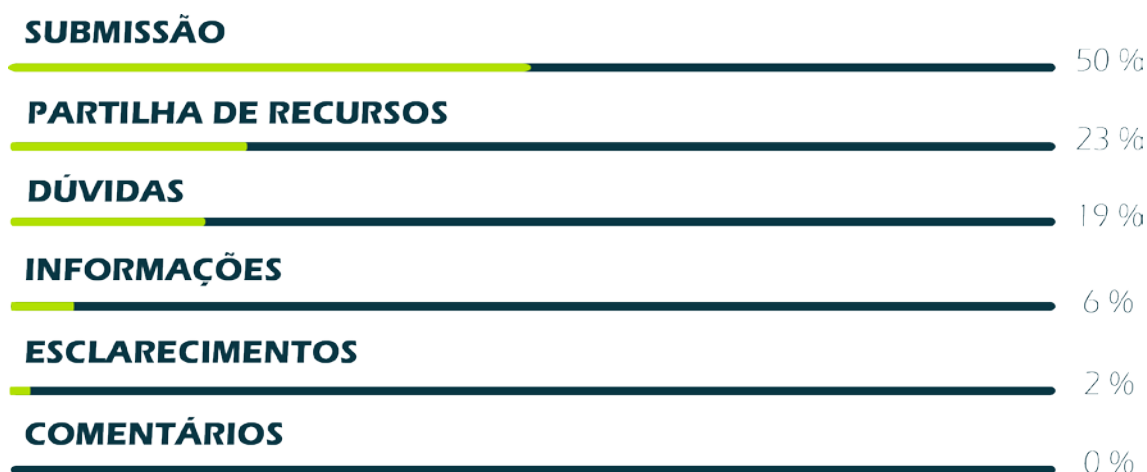 SUBMISSÃO
50 %
PARTILHA DE RECURSOS
23 %
DÚVIDAS
19 %
INFORMAÇÕES
6 %
ESCLARECIMENTOS
2 %
COMENTÁRIOS
0 %